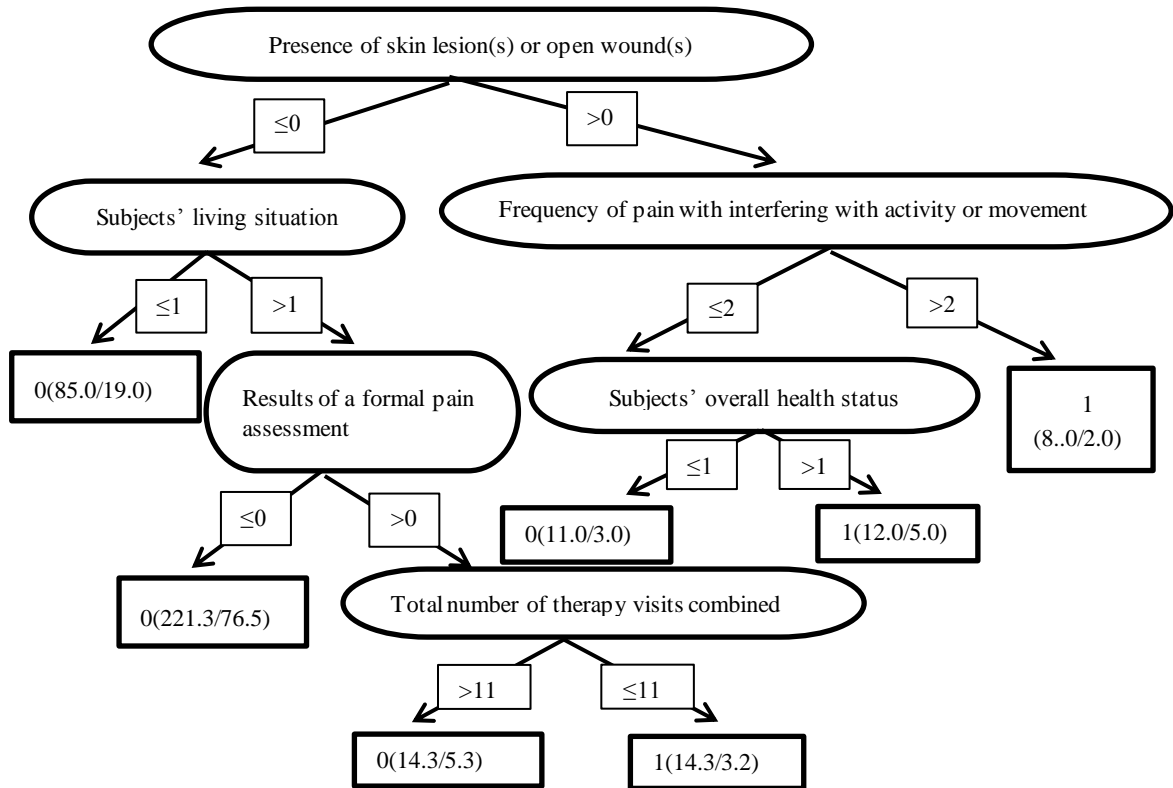 Presence of skin lesion(s) or open wound(s)
≤0
>0
Subjects’ living situation
Frequency of pain with interfering with activity or movement
≤1
>1
≤2
>2
0(85.0/19.0)
Results of a formal pain
assessment
Subjects’ overall health status
1
(8..0/2.0)
≤1
>1
≤0
>0
0(11.0/3.0)
1(12.0/5.0)
0(221.3/76.5)
Total number of therapy visits combined
>11
≤11
0(14.3/5.3)
1(14.3/3.2)